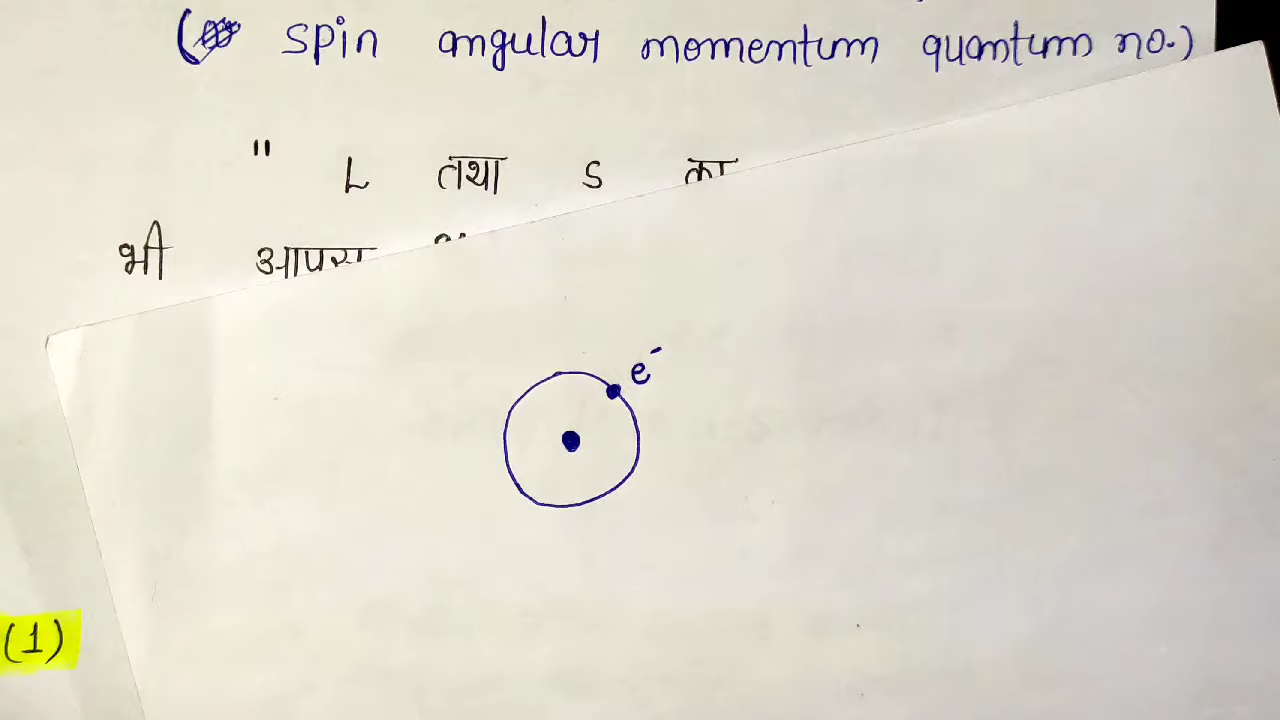 ( spin angular momentum quantum no.)
" L तथा S का
भी
e⁻
(1)